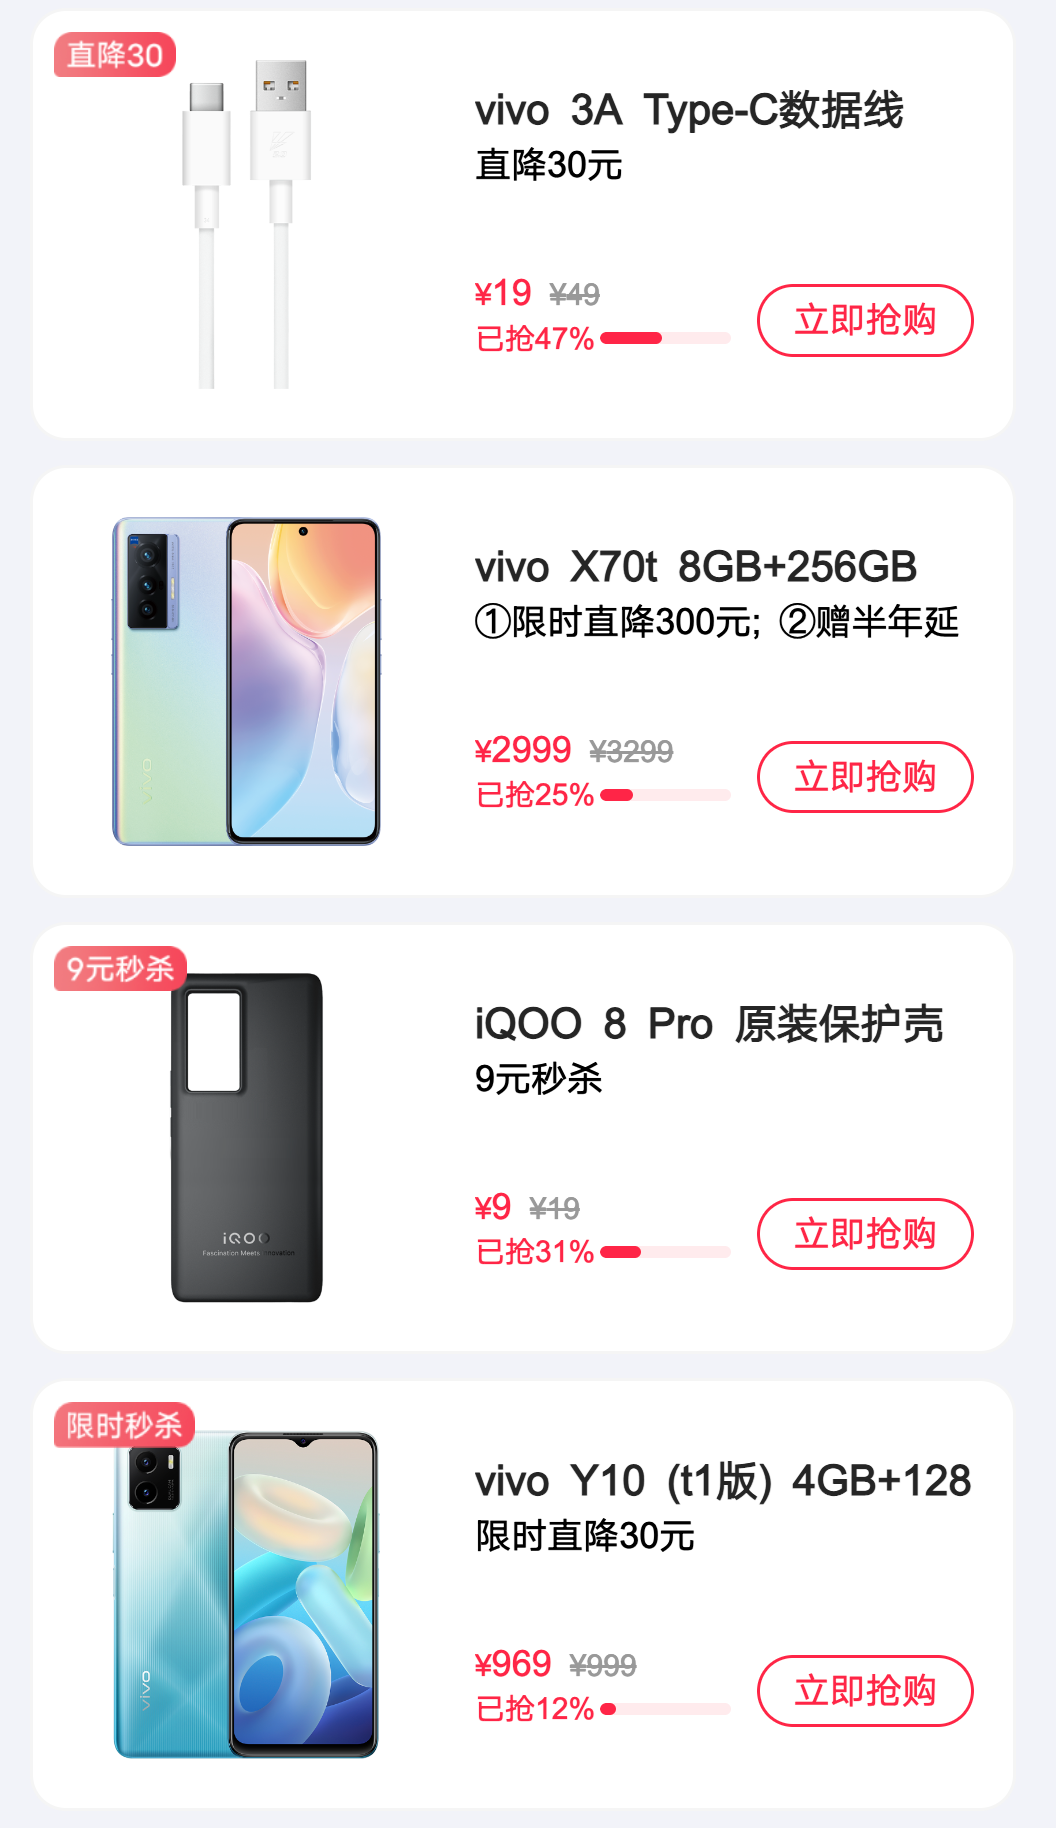 直降30
vivo 3A Type-C数据线
直降30元
¥19 ¥49
已抢47%
立即抢购
vivo X70t 8GB+256GB
①限时直降300元; ②赠半年延
¥2999 ¥3299
已抢25%
立即抢购
vivo
9元秒杀
iQOO 8 Pro 原装保护壳
9元秒杀
¥9 ¥19
已抢31%
立即抢购
iQOO
Fascination Meets Innovation
限时秒杀
vivo Y10 (t1版) 4GB+128
限时直降30元
¥969 ¥999
已抢12%
立即抢购
vivo